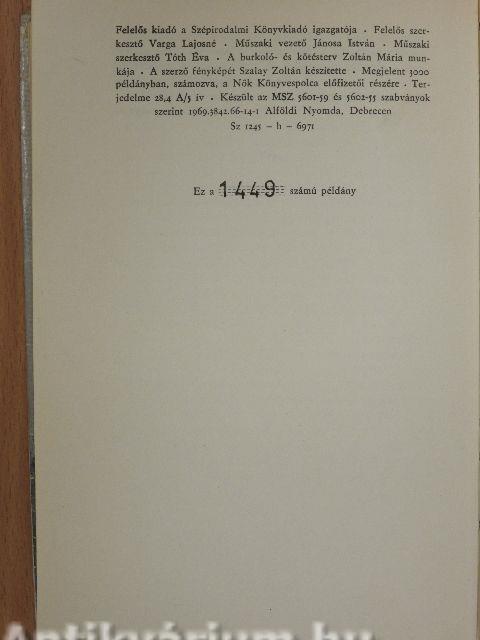 Felelős kiadó a Szépirodalmi Könyvkiadó igazgatója · Felelős szer-
kesztő Varga Lajosné · Műszaki vezető Jánosa István · Műszaki
szerkesztő Tóth Éva · A burkoló- és kötésterv Zoltán Mária mun-
kája · A szerző fényképét Szalay Zoltán készítette · Megjelent 3000
példányban, számozva, a Nők Könyvespolca előfizetői részére · Ter-
jedelme 28,4 A/5 ív · Készült az MSZ 5601-59 és 5602-55 szabványok
szerint 1969.3842.66-14-1 Alföldi Nyomda, Debrecen
Sz 1245 – h – 6971
Ez a 1449 számú példány
Antikvárium.hu